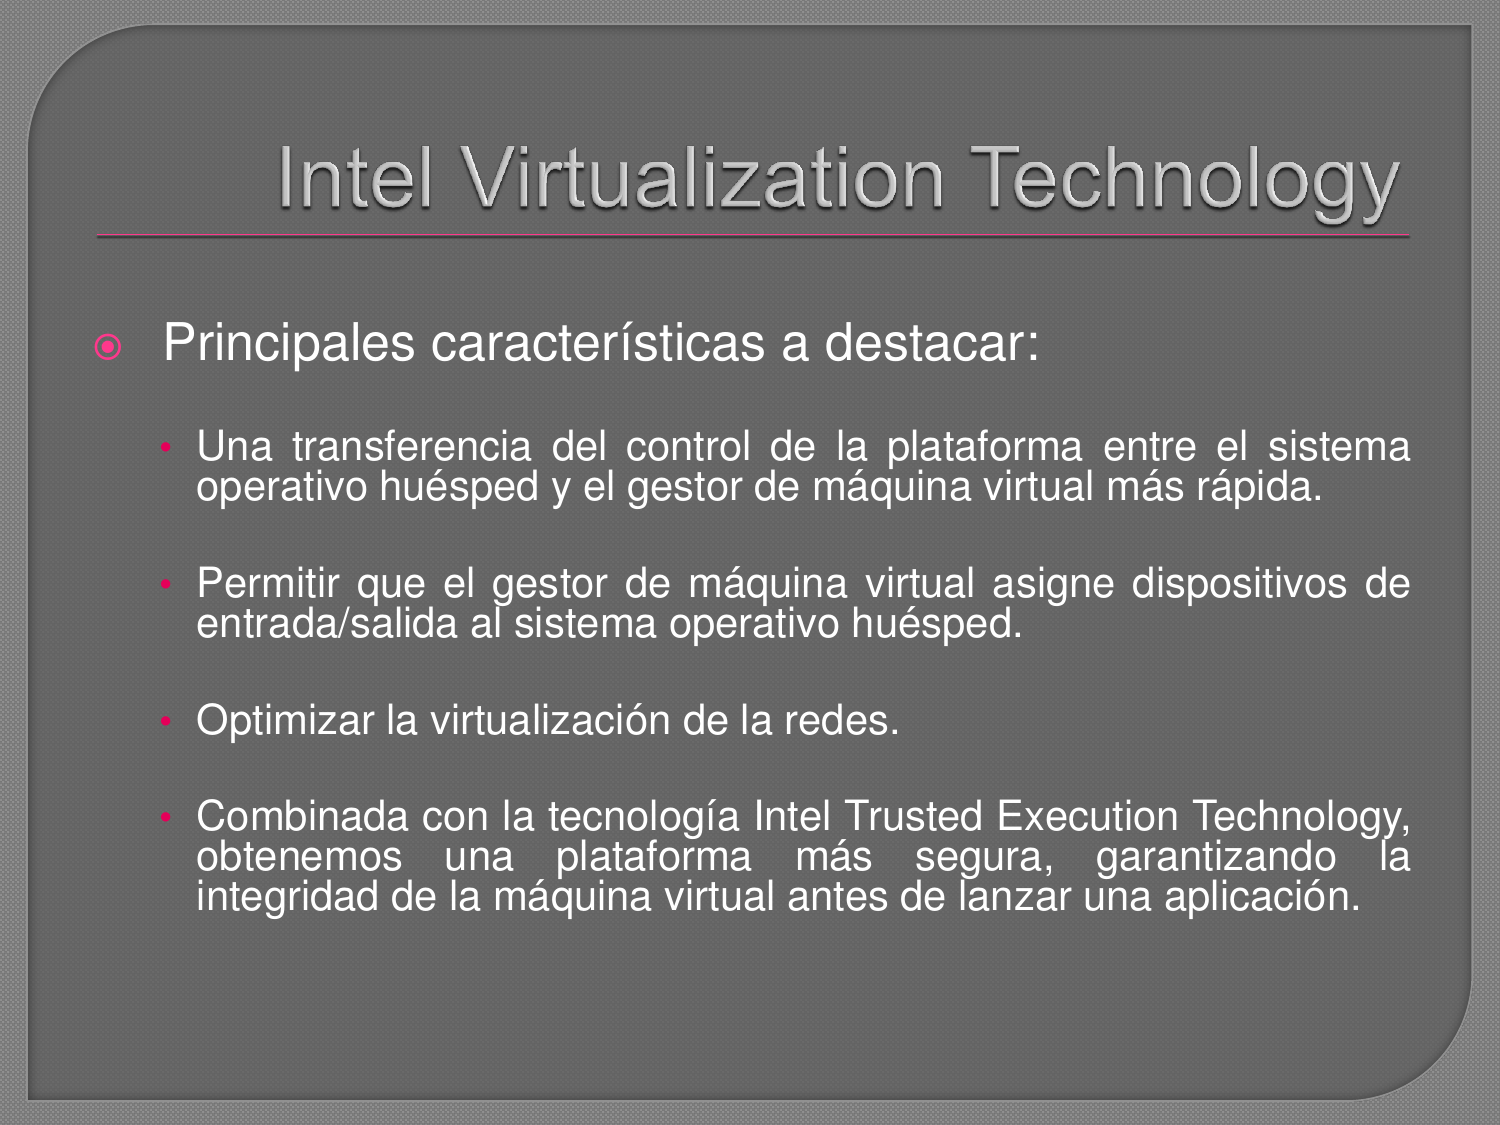 Intel Virtualization Technology
Principales características a destacar:
• Una transferencia del control de la plataforma entre el sistema
operativo huésped y el gestor de máquina virtual más rápida.
• Permitir que el gestor de máquina virtual asigne dispositivos de
entrada/salida al sistema operativo huésped.
• Optimizar la virtualización de la redes.
• Combinada con la tecnología Intel Trusted Execution Technology,
obtenemos una plataforma más segura, garantizando la
integridad de la máquina virtual antes de lanzar una aplicación.